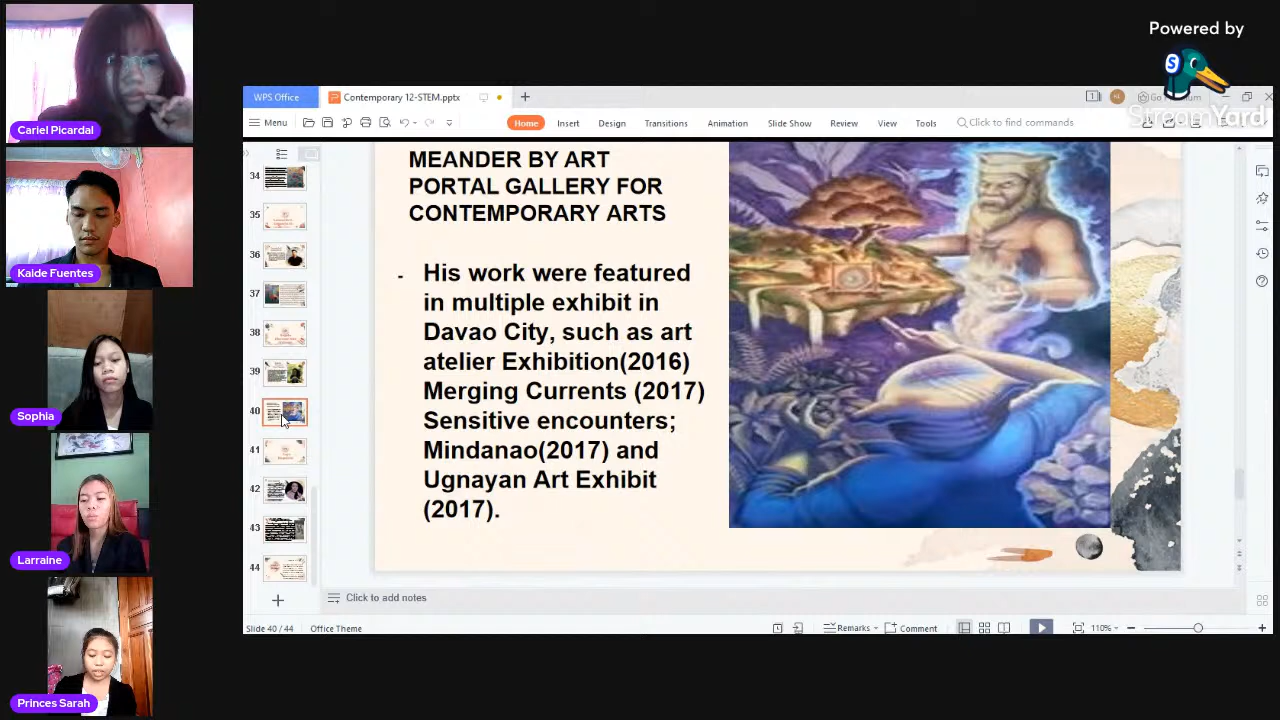 Powered by
StreamYard
Cariel Picardal
Kaide Fuentes
Sophia
Larraine
Princes Sarah
WPS Office
Contemporary 12-STEM.pptx
Menu
Home
Insert
Design
Transitions
Animation
Slide Show
Review
View
Tools
Click to find commands
34
35
36
37
38
39
40
41
42
43
44
MEANDER BY ART
PORTAL GALLERY FOR
CONTEMPORARY ARTS
- His work were featured
in multiple exhibit in
Davao City, such as art
atelier Exhibition(2016)
Merging Currents (2017)
Sensitive encounters;
Mindanao(2017) and
Ugnayan Art Exhibit
(2017).
Click to add notes
Slide 40 / 44
Office Theme
Remarks
Comment
110%